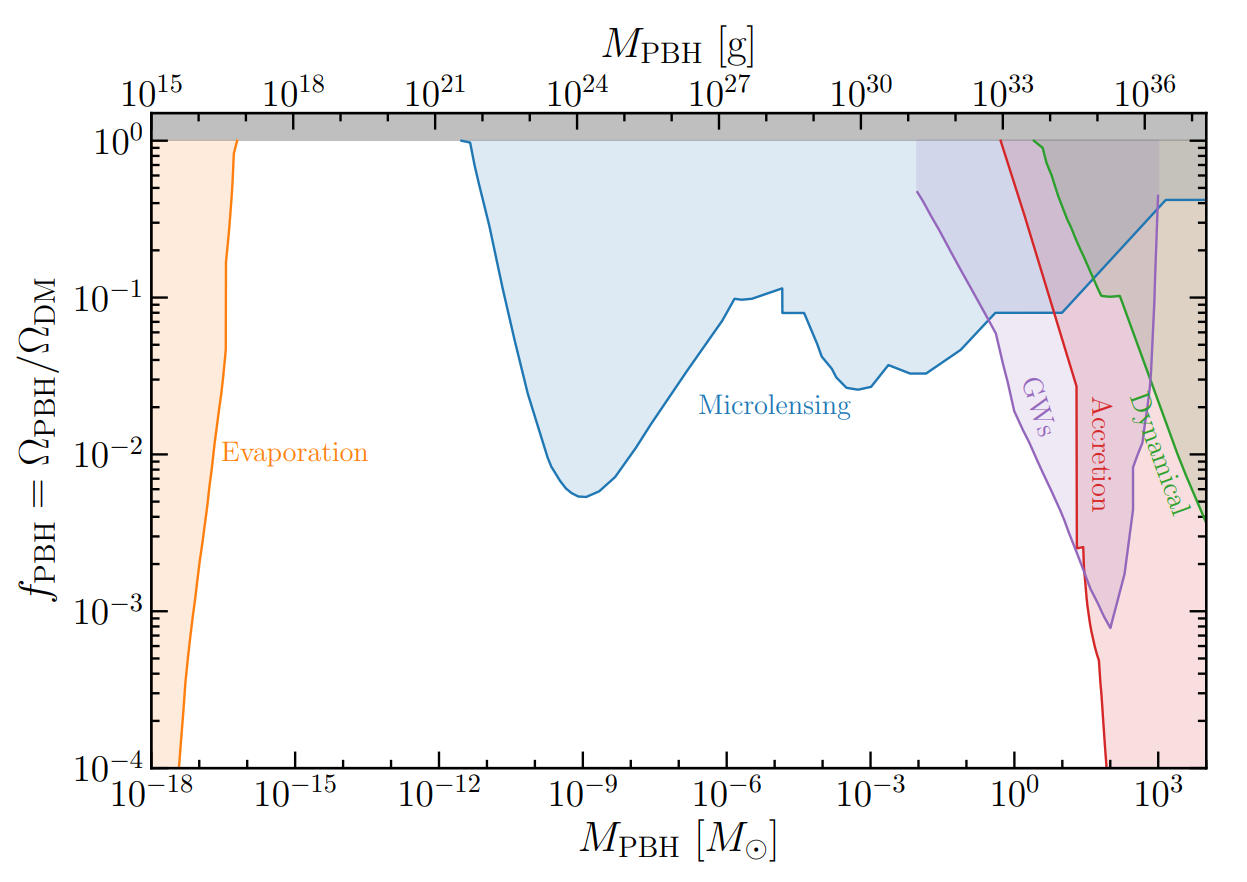 M_PBH [g]
10^15 10^18 10^21 10^24 10^27 10^30 10^33 10^36
f_PBH = Ω_PBH/Ω_DM
10^0
10^−1
10^−2
10^−3
10^−4
Evaporation
Microlensing
GWs
Accretion
Dynamical
10^−18 10^−15 10^−12 10^−9 10^−6 10^−3 10^0 10^3
M_PBH [M_⊙]